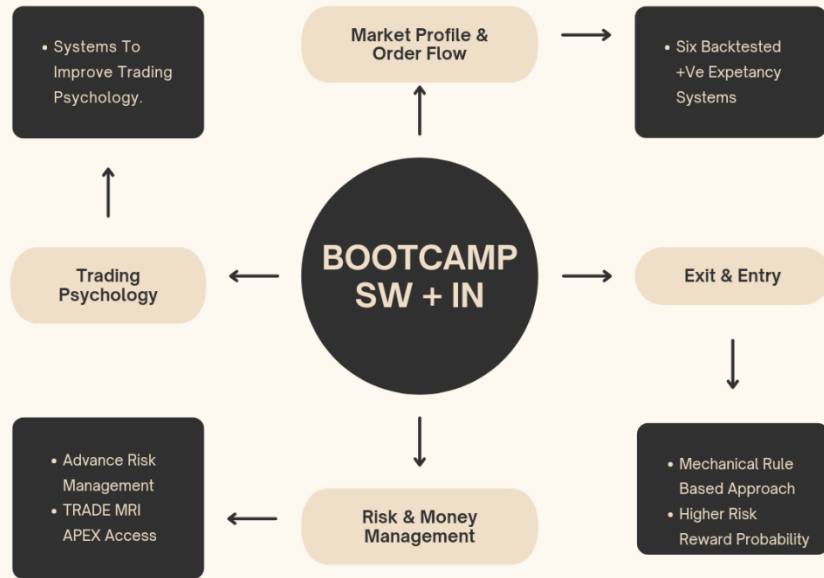 • Systems To
Improve Trading
Psychology.
Market Profile &
Order Flow
• Six Backtested
+Ve Expetancy
Systems
Trading
Psychology
BOOTCAMP
SW + IN
Exit & Entry
• Advance Risk
Management
• TRADE MRI
APEX Access
Risk & Money
Management
• Mechanical Rule
Based Approach
• Higher Risk
Reward Probability